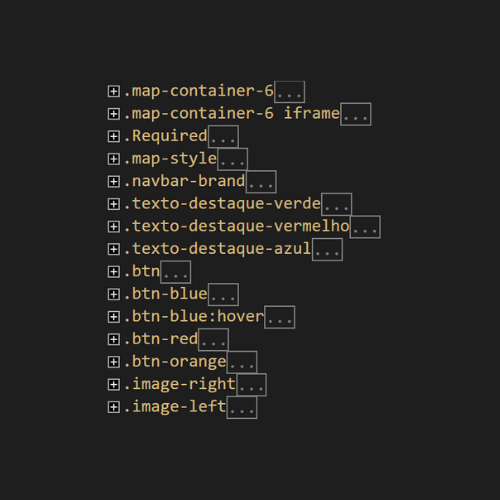 .map-container-6...
.map-container-6 iframe...
.Required...
.map-style...
.navbar-brand...
.texto-destaque-verde...
.texto-destaque-vermelho...
.texto-destaque-azul...
.btn...
.btn-blue...
.btn-blue:hover...
.btn-red...
.btn-orange...
.image-right...
.image-left...